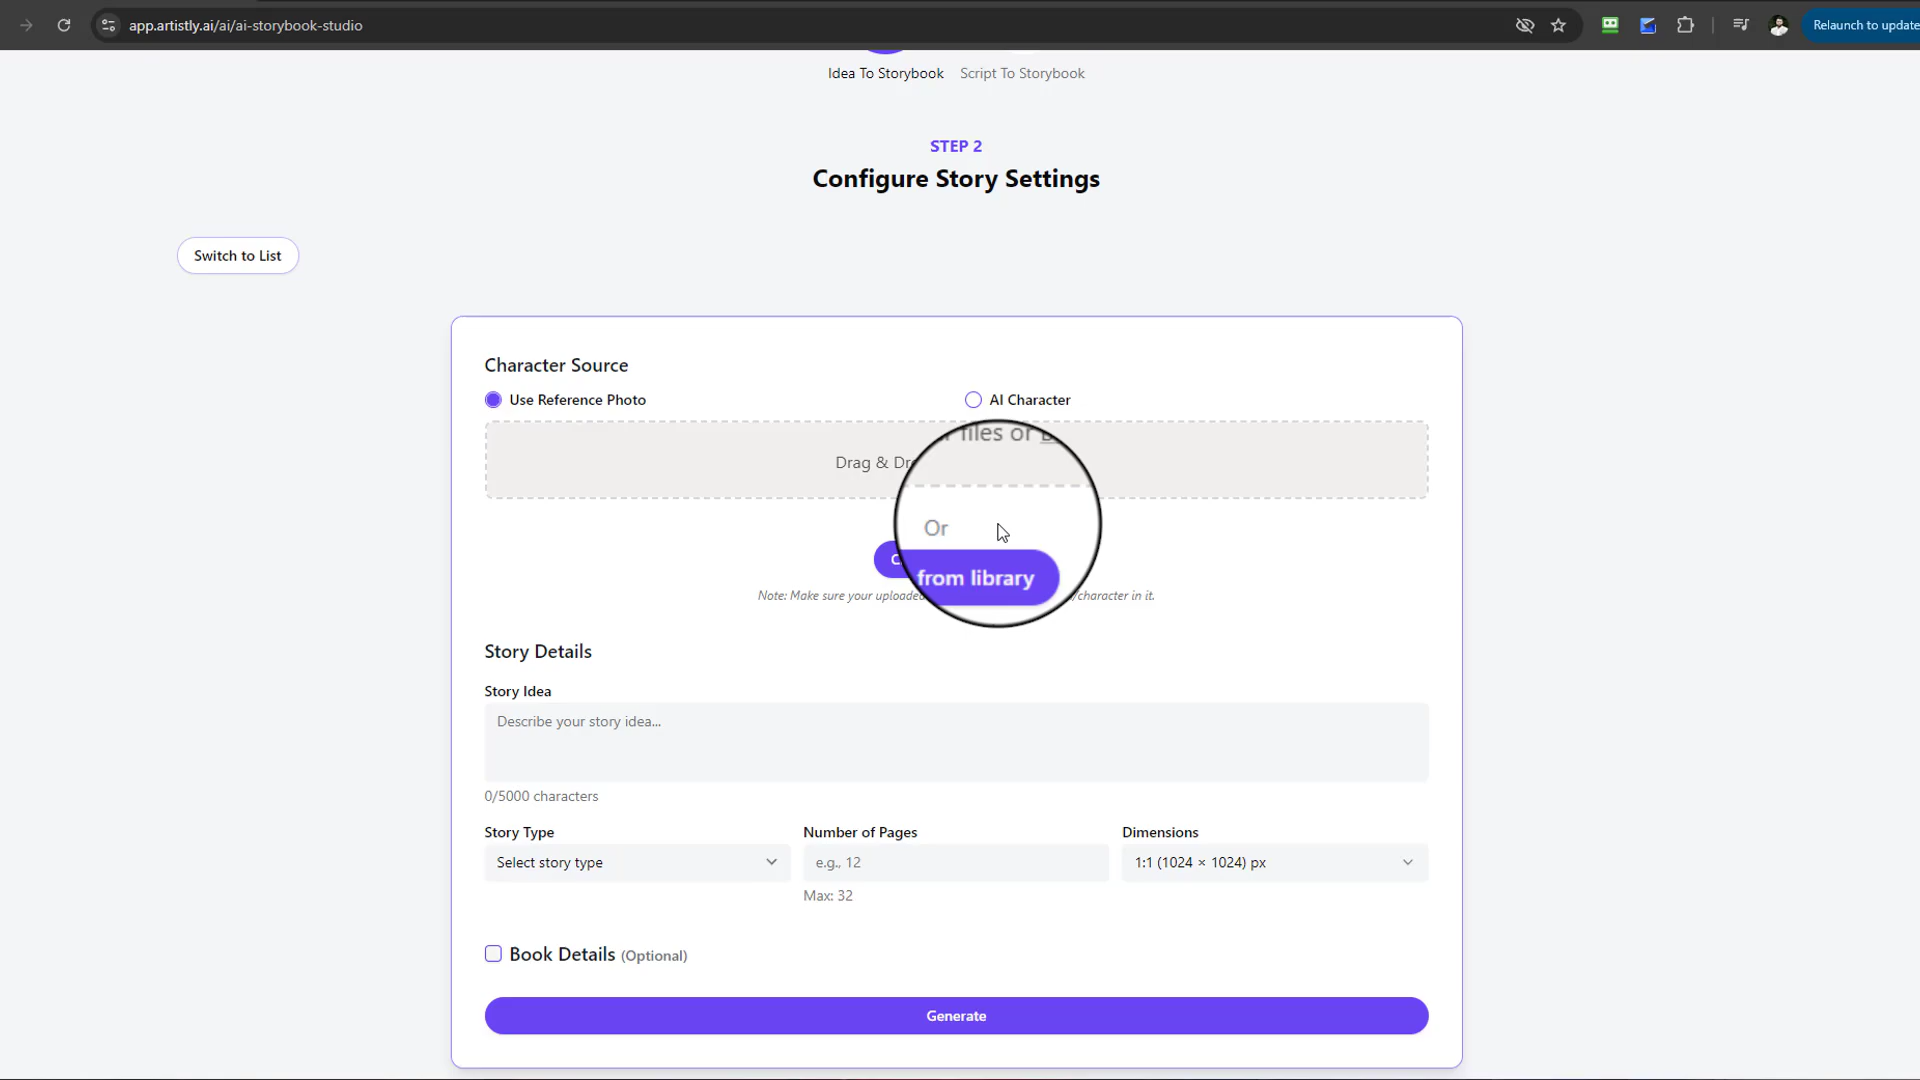 app.artistly.ai/ai/ai-storybook-studio
Relaunch to update
Idea To Storybook Script To Storybook
STEP 2
Configure Story Settings
Switch to List
Character Source
Use Reference Photo
AI Character
files or
Drag &
Or
from library
Note: Make sure your uploaded
/character in it.
Story Details
Story Idea
Describe your story idea...
0/5000 characters
Story Type Number of Pages Dimensions
Select story type e.g., 12 1:1 (1024 × 1024) px
Max: 32
Book Details (Optional)
Generate